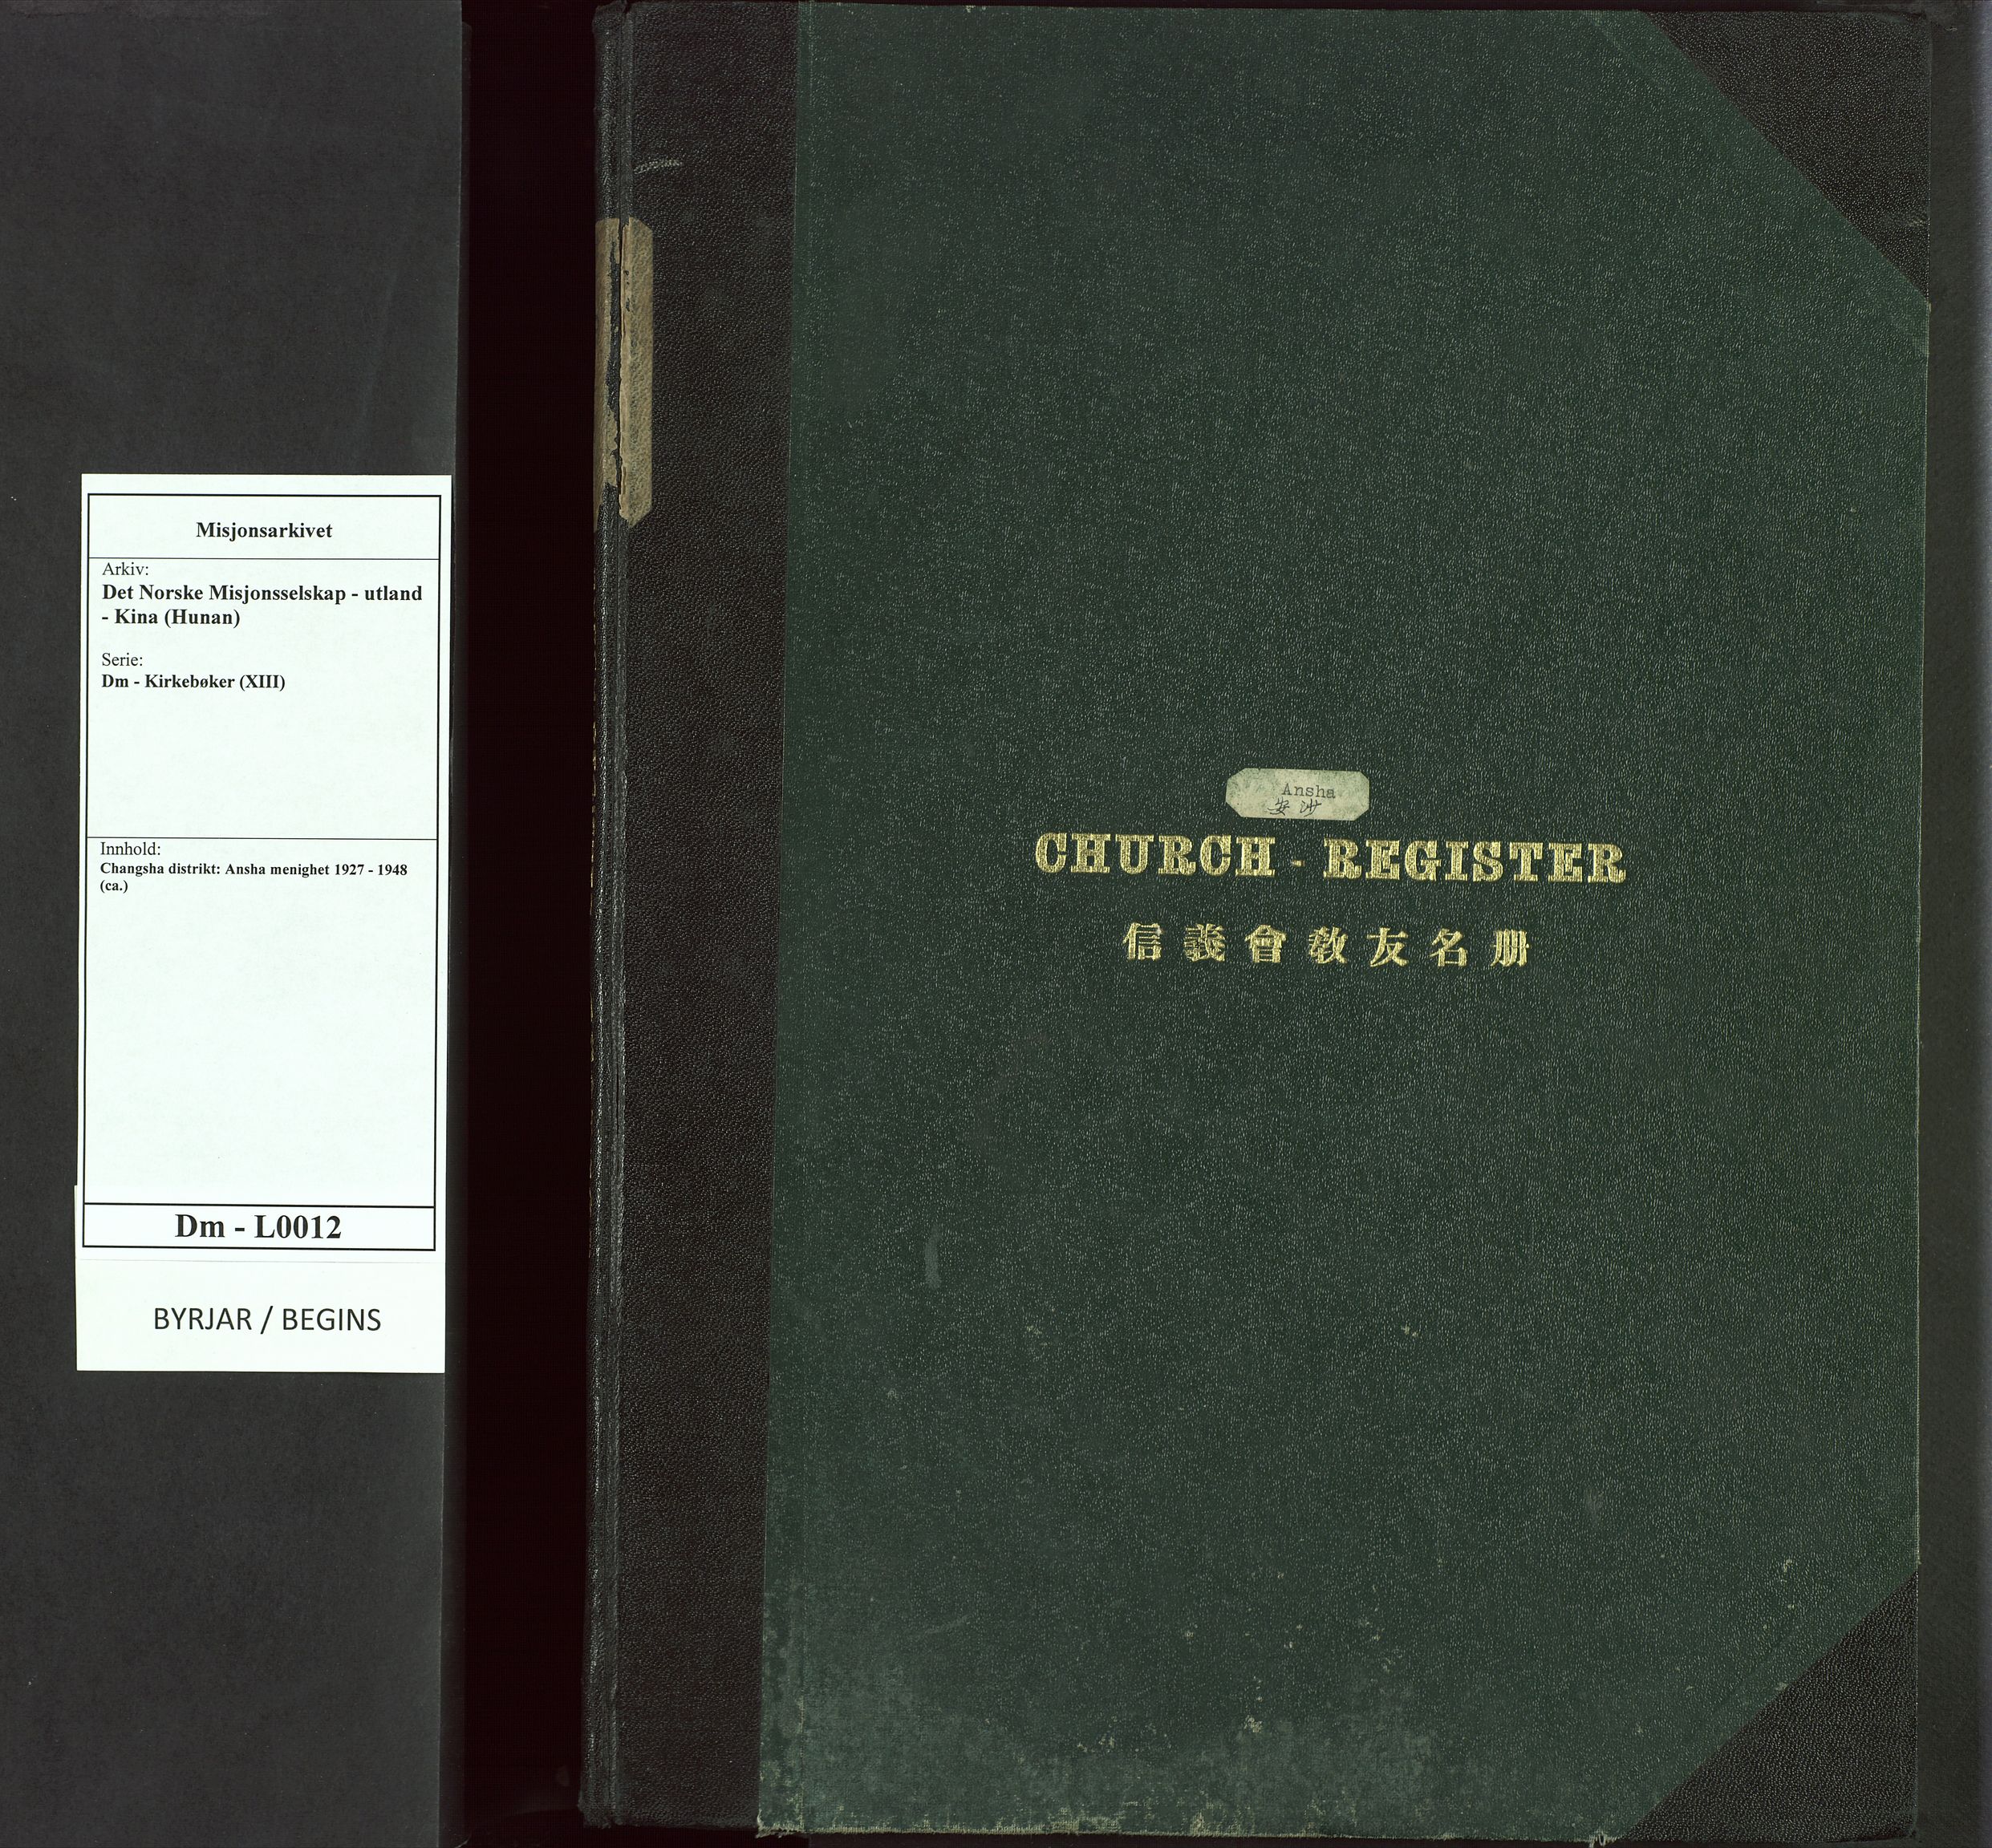 Misjonsarkivet
Arkiv:
Det Norske Misjonsselskap - utland
- Kina (Hunan)
Serie:
Dm - Kirkebøker (XIII)
Innhold:
Changsha distrikt: Ansha menighet 1927 - 1948
(ca.)
Dm - L0012
BYRJAR / BEGINS
Ansha
安沙
CHURCH - REGISTER
信義會教友名册